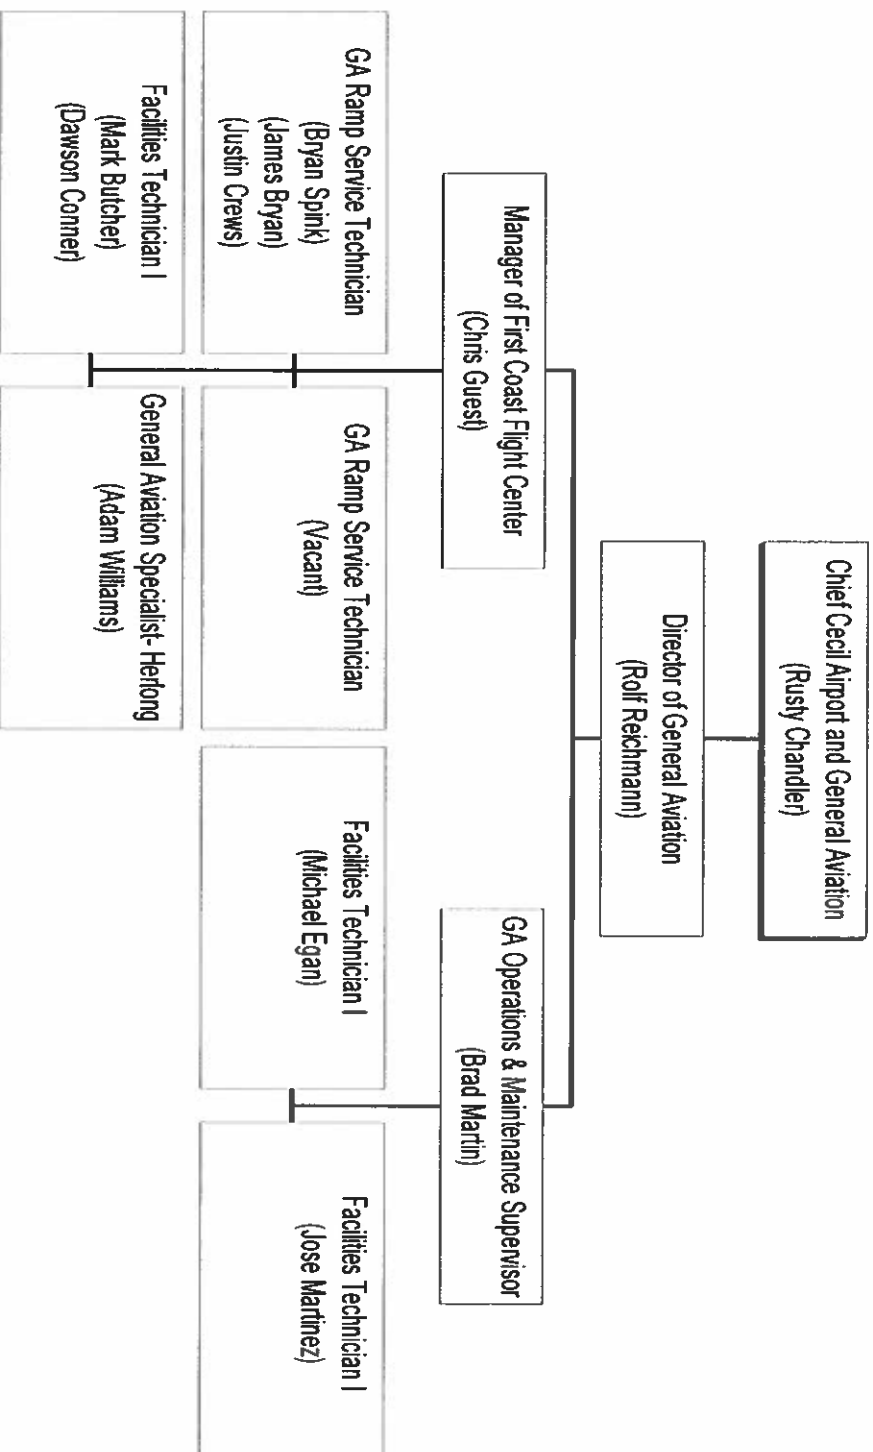 Chief Cecil Airport and General Aviation
(Rusty Chandler)
Director of General Aviation
(Rolf Reichmann)
Manager of First Coast Flight Center
(Chris Guest)
GA Operations & Maintenance Supervisor
(Brad Martin)
GA Ramp Service Technician
(Bryan Spink)
(James Bryan)
(Justin Crews)
GA Ramp Service Technician
(Vacant)
Facilities Technician I
(Michael Egan)
Facilities Technician I
(Jose Martinez)
Facilities Technician I
(Mark Butcher)
(Dawson Conner)
General Aviation Specialist- Herlong
(Adam Williams)